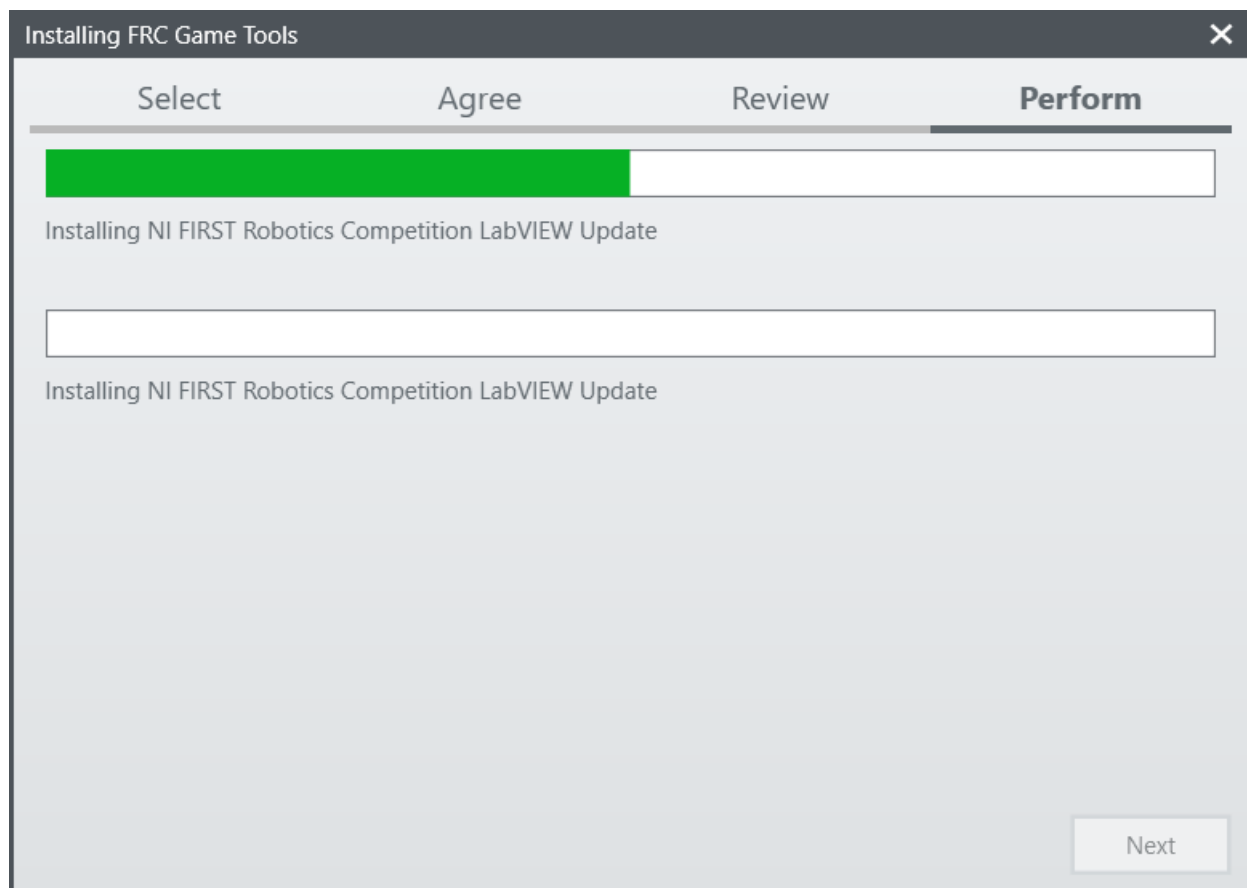 Installing FRC Game Tools
Select Agree Review Perform
Installing NI FIRST Robotics Competition LabVIEW Update
Installing NI FIRST Robotics Competition LabVIEW Update
Next